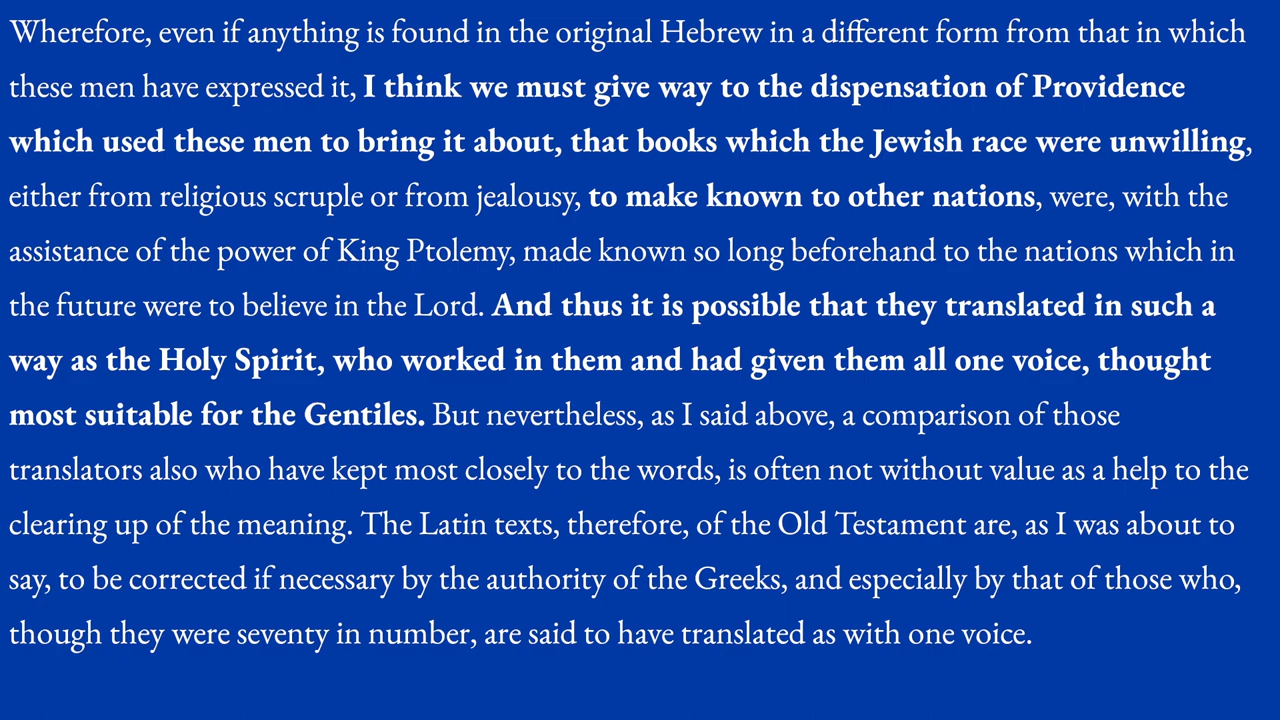 Wherefore, even if anything is found in the original Hebrew in a different form from that in which
these men have expressed it, I think we must give way to the dispensation of Providence
which used these men to bring it about, that books which the Jewish race were unwilling,
either from religious scruple or from jealousy, to make known to other nations, were, with the
assistance of the power of King Ptolemy, made known so long beforehand to the nations which in
the future were to believe in the Lord. And thus it is possible that they translated in such a
way as the Holy Spirit, who worked in them and had given them all one voice, thought
most suitable for the Gentiles. But nevertheless, as I said above, a comparison of those
translators also who have kept most closely to the words, is often not without value as a help to the
clearing up of the meaning. The Latin texts, therefore, of the Old Testament are, as I was about to
say, to be corrected if necessary by the authority of the Greeks, and especially by that of those who,
though they were seventy in number, are said to have translated as with one voice.